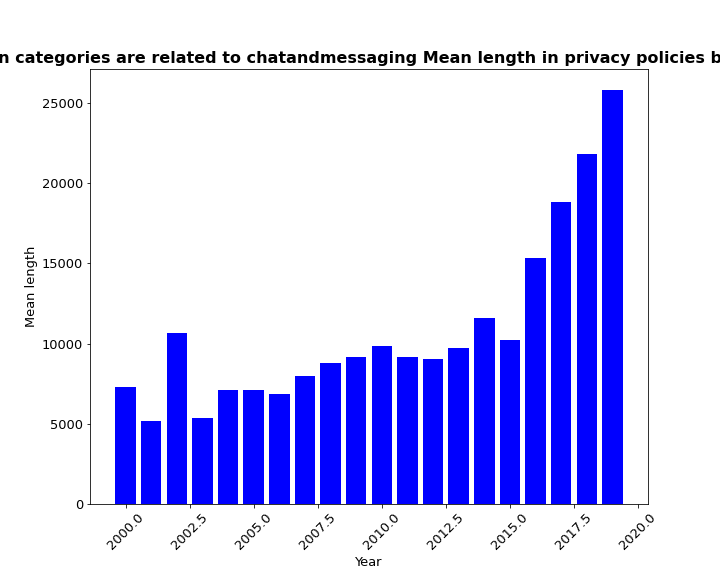 n categories are related to chatandmessaging Mean length in privacy policies b
25000
20000
15000
10000
5000
0
Mean length
2000.0 2002.5 2005.0 2007.5 2010.0 2012.5 2015.0 2017.5 2020.0
Year